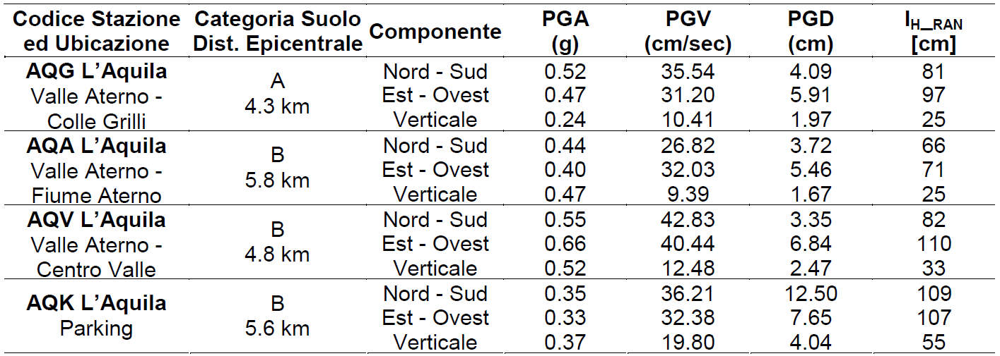 Codice Stazione ed Ubicazione | Categoria Suolo Dist. Epicentrale | Componente | PGA (g) | PGV (cm/sec) | PGD (cm) | IH_RAN [cm]
AQG L'Aquila | A | Nord - Sud | 0.52 | 35.54 | 4.09 | 81
Valle Aterno - | 4.3 km | Est - Ovest | 0.47 | 31.20 | 5.91 | 97
Colle Grilli | Verticale | 0.24 | 10.41 | 1.97 | 25
AQA L'Aquila | B | Nord - Sud | 0.44 | 26.82 | 3.72 | 66
Valle Aterno - | 5.8 km | Est - Ovest | 0.40 | 32.03 | 5.46 | 71
Fiume Aterno | Verticale | 0.47 | 9.39 | 1.67 | 25
AQV L'Aquila | B | Nord - Sud | 0.55 | 42.83 | 3.35 | 82
Valle Aterno - | 4.8 km | Est - Ovest | 0.66 | 40.44 | 6.84 | 110
Centro Valle | Verticale | 0.52 | 12.48 | 2.47 | 33
AQK L'Aquila | B | Nord - Sud | 0.35 | 36.21 | 12.50 | 109
Parking | 5.6 km | Est - Ovest | 0.33 | 32.38 | 7.65 | 107
Verticale | 0.37 | 19.80 | 4.04 | 55